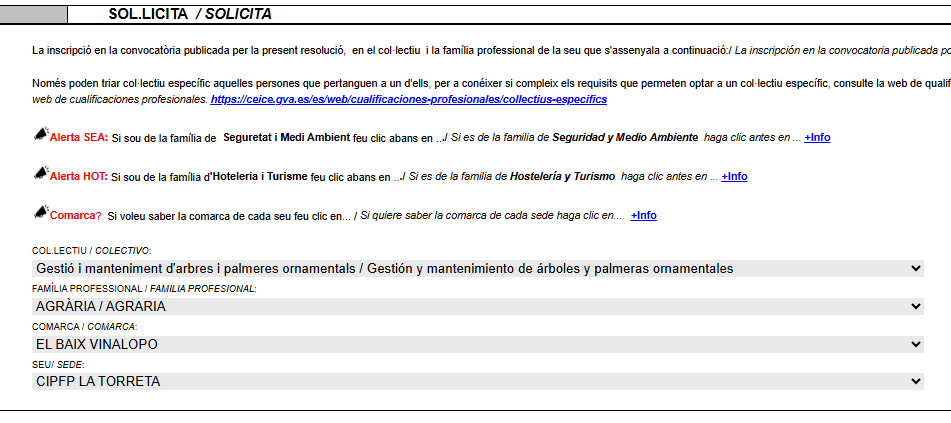 SOL.LICITA / SOLICITA
La inscripció en la convocatòria publicada per la present resolució, en el col·lectiu i la família professional de la seu que s'assenyala a continuació:/ La inscripción en la convocatoria publicada po
Només poden triar col·lectiu específic aquelles persones que pertanguen a un d'ells, per a conéixer si compleix els requisits que permeten optar a un col·lectiu específic, consulte la web de qualif
web de cualificaciones profesionales. https://ceice.gva.es/es/web/cualificaciones-profesionales/collectius-especifics
Alerta SEA: Si sou de la família de Seguretat i Medi Ambient feu clic abans en ../ Si es de la familia de Seguridad y Medio Ambiente haga clic antes en ... +Info
Alerta HOT: Si sou de la família d'Hoteleria i Turisme feu clic abans en ../ Si es de la familia de Hostelería y Turismo haga clic antes en ... +Info
Comarca? Si voleu saber la comarca de cada seu feu clic en... / Si quiere saber la comarca de cada sede haga clic en... +Info
COL.LECTIU / COLECTIVO:
Gestió i manteniment d'arbres i palmeres ornamentals / Gestión y mantenimiento de árboles y palmeras ornamentales
FAMÍLIA PROFESSIONAL / FAMILIA PROFESIONAL:
AGRÀRIA / AGRARIA
COMARCA / COMARCA:
EL BAIX VINALOPO
SEU/ SEDE:
CIPFP LA TORRETA